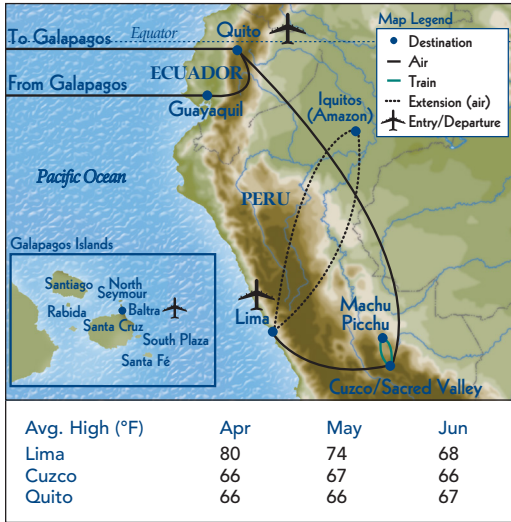 Map Legend
Destination
Air
Train
Extension (air)
Entry/Departure
To Galapagos
Equator
Quito
ECUADOR
From Galapagos
Guayaquil
Iquitos
(Amazon)
Pacific Ocean
PERU
Galapagos Islands
Santiago
North
Seymour
Rabida
Baltra
Santa Cruz
South Plaza
Santa Fé
Lima
Machu
Picchu
Cuzco/Sacred Valley
Avg. High (°F) Apr May Jun
Lima 80 74 68
Cuzco 66 67 66
Quito 66 66 67